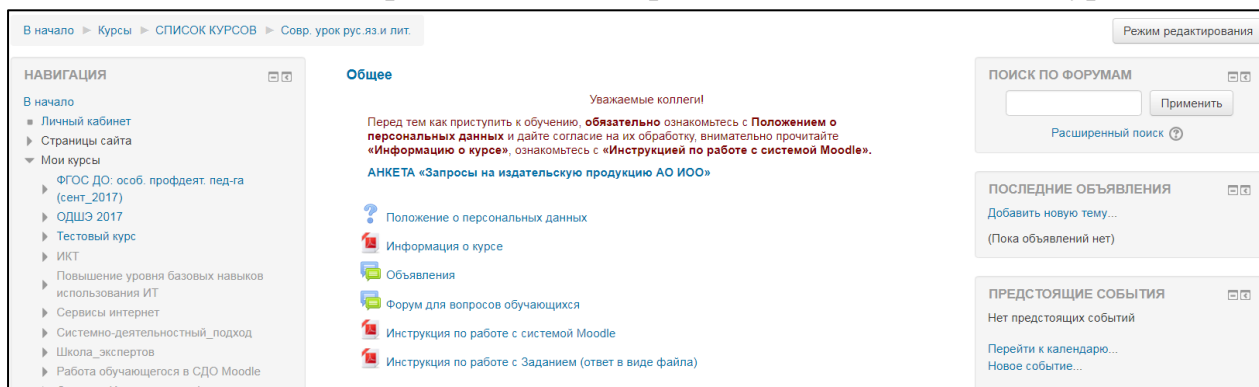 В начало ► Курсы ► СПИСОК КУРСОВ ► Совр. урок рус.яз.и лит.
Режим редактирования
НАВИГАЦИЯ
В начало
Личный кабинет
Страницы сайта
Мои курсы
ФГОС ДО: особ. профдеят. пед-га
(сент_2017)
ОДШЭ 2017
Тестовый курс
ИКТ
Повышение уровня базовых навыков
использования ИТ
Сервисы интернет
Системно-деятельностный_подход
Школа_экспертов
Работа обучающегося в СДО Moodle
Общее
Уважаемые коллеги!
Перед тем как приступить к обучению, обязательно ознакомьтесь с Положением о
персональных данных и дайте согласие на их обработку, внимательно прочитайте
«Информацию о курсе», ознакомьтесь с «Инструкцией по работе с системой Moodle».
АНКЕТА «Запросы на издательскую продукцию АО ИОО»
Положение о персональных данных
Информация о курсе
Объявления
Форум для вопросов обучающихся
Инструкция по работе с системой Moodle
Инструкция по работе с Заданием (ответ в виде файла)
ПОИСК ПО ФОРУМАМ
Применить
Расширенный поиск
ПОСЛЕДНИЕ ОБЪЯВЛЕНИЯ
Добавить новую тему...
(Пока объявлений нет)
ПРЕДСТОЯЩИЕ СОБЫТИЯ
Нет предстоящих событий
Перейти к календарю...
Новое событие...